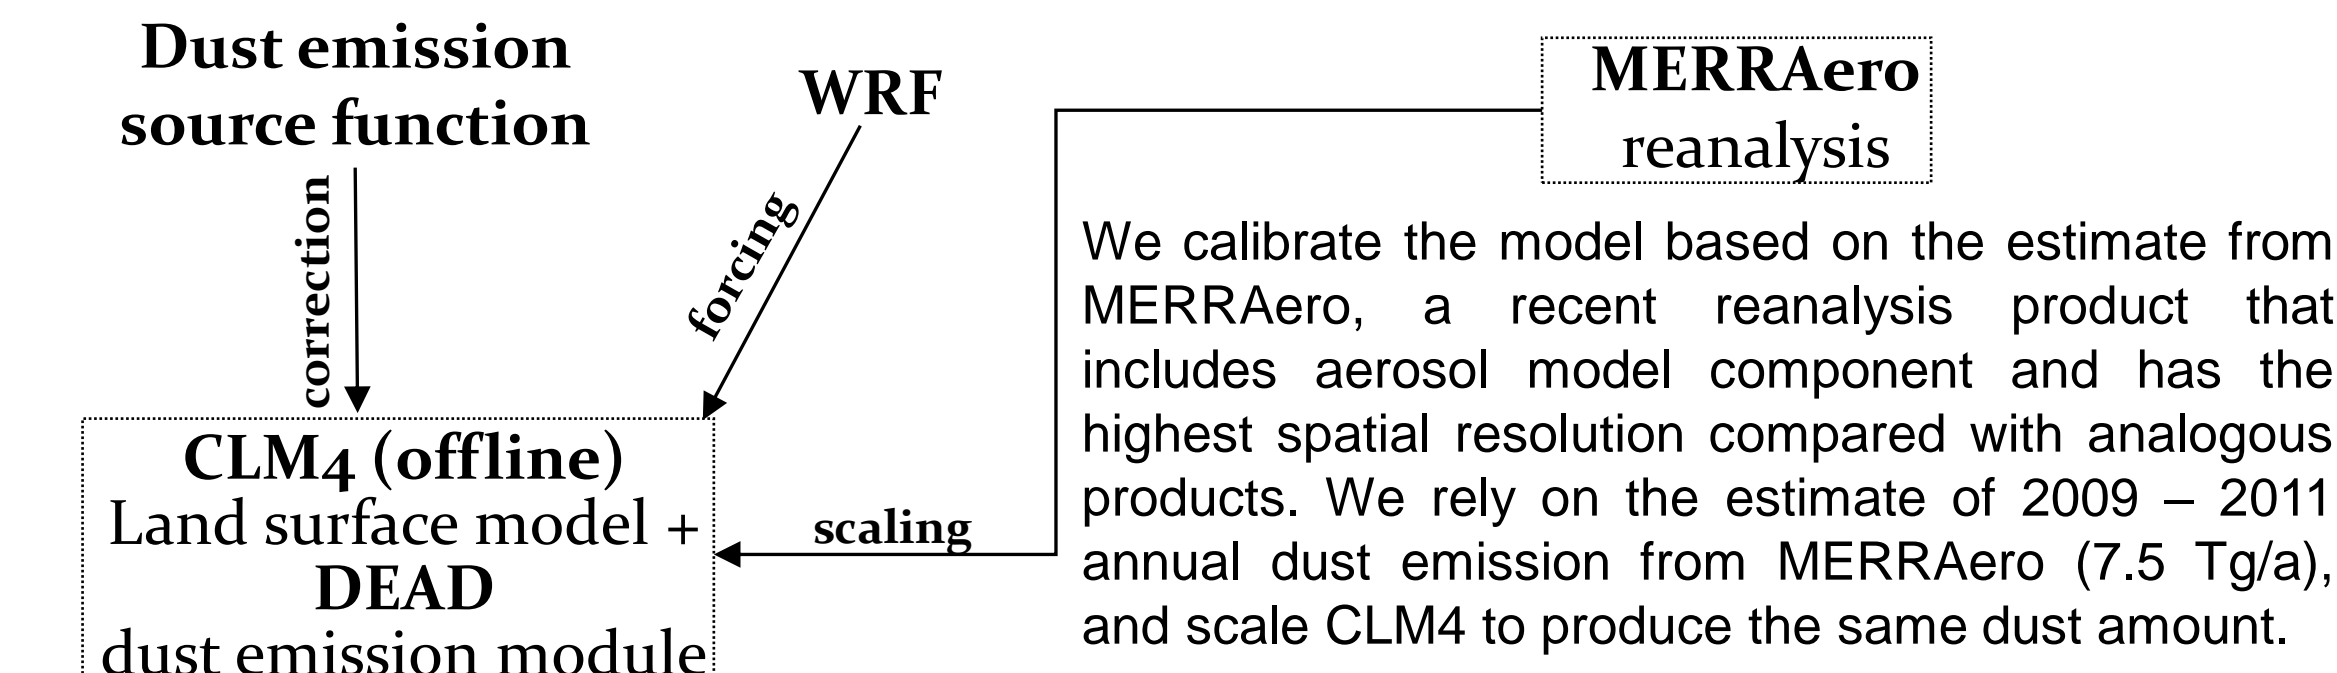 Dust emission
source function
WRF
MERRAero
reanalysis
correction
forcing
We calibrate the model based on the estimate from
MERRAero, a recent reanalysis product that
includes aerosol model component and has the
highest spatial resolution compared with analogous
products. We rely on the estimate of 2009 – 2011
annual dust emission from MERRAero (7.5 Tg/a),
and scale CLM4 to produce the same dust amount.
scaling
CLM4 (offline)
Land surface model +
DEAD
dust emission module